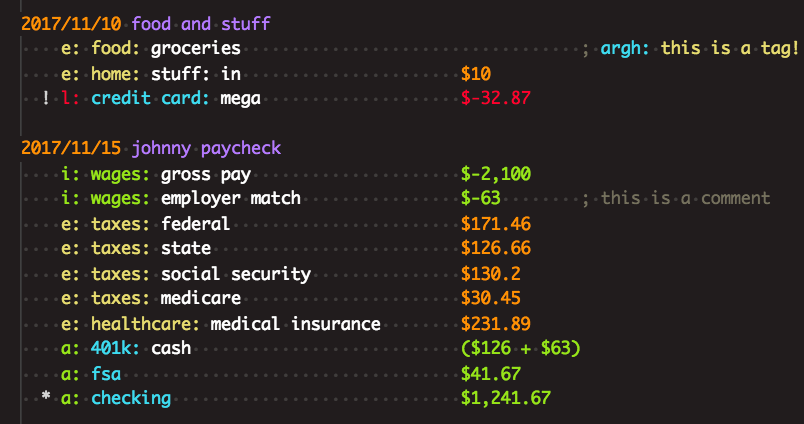 2017/11/10 food and stuff
e: food: groceries ; argh: this is a tag!
e: home: stuff: in $10
! l: credit card: mega $-32.87
2017/11/15 johnny paycheck
i: wages: gross pay $-2,100
i: wages: employer match $-63 ; this is a comment
e: taxes: federal $171.46
e: taxes: state $126.66
e: taxes: social security $130.2
e: taxes: medicare $30.45
e: healthcare: medical insurance $231.89
a: 401k: cash ($126 + $63)
a: fsa $41.67
* a: checking $1,241.67